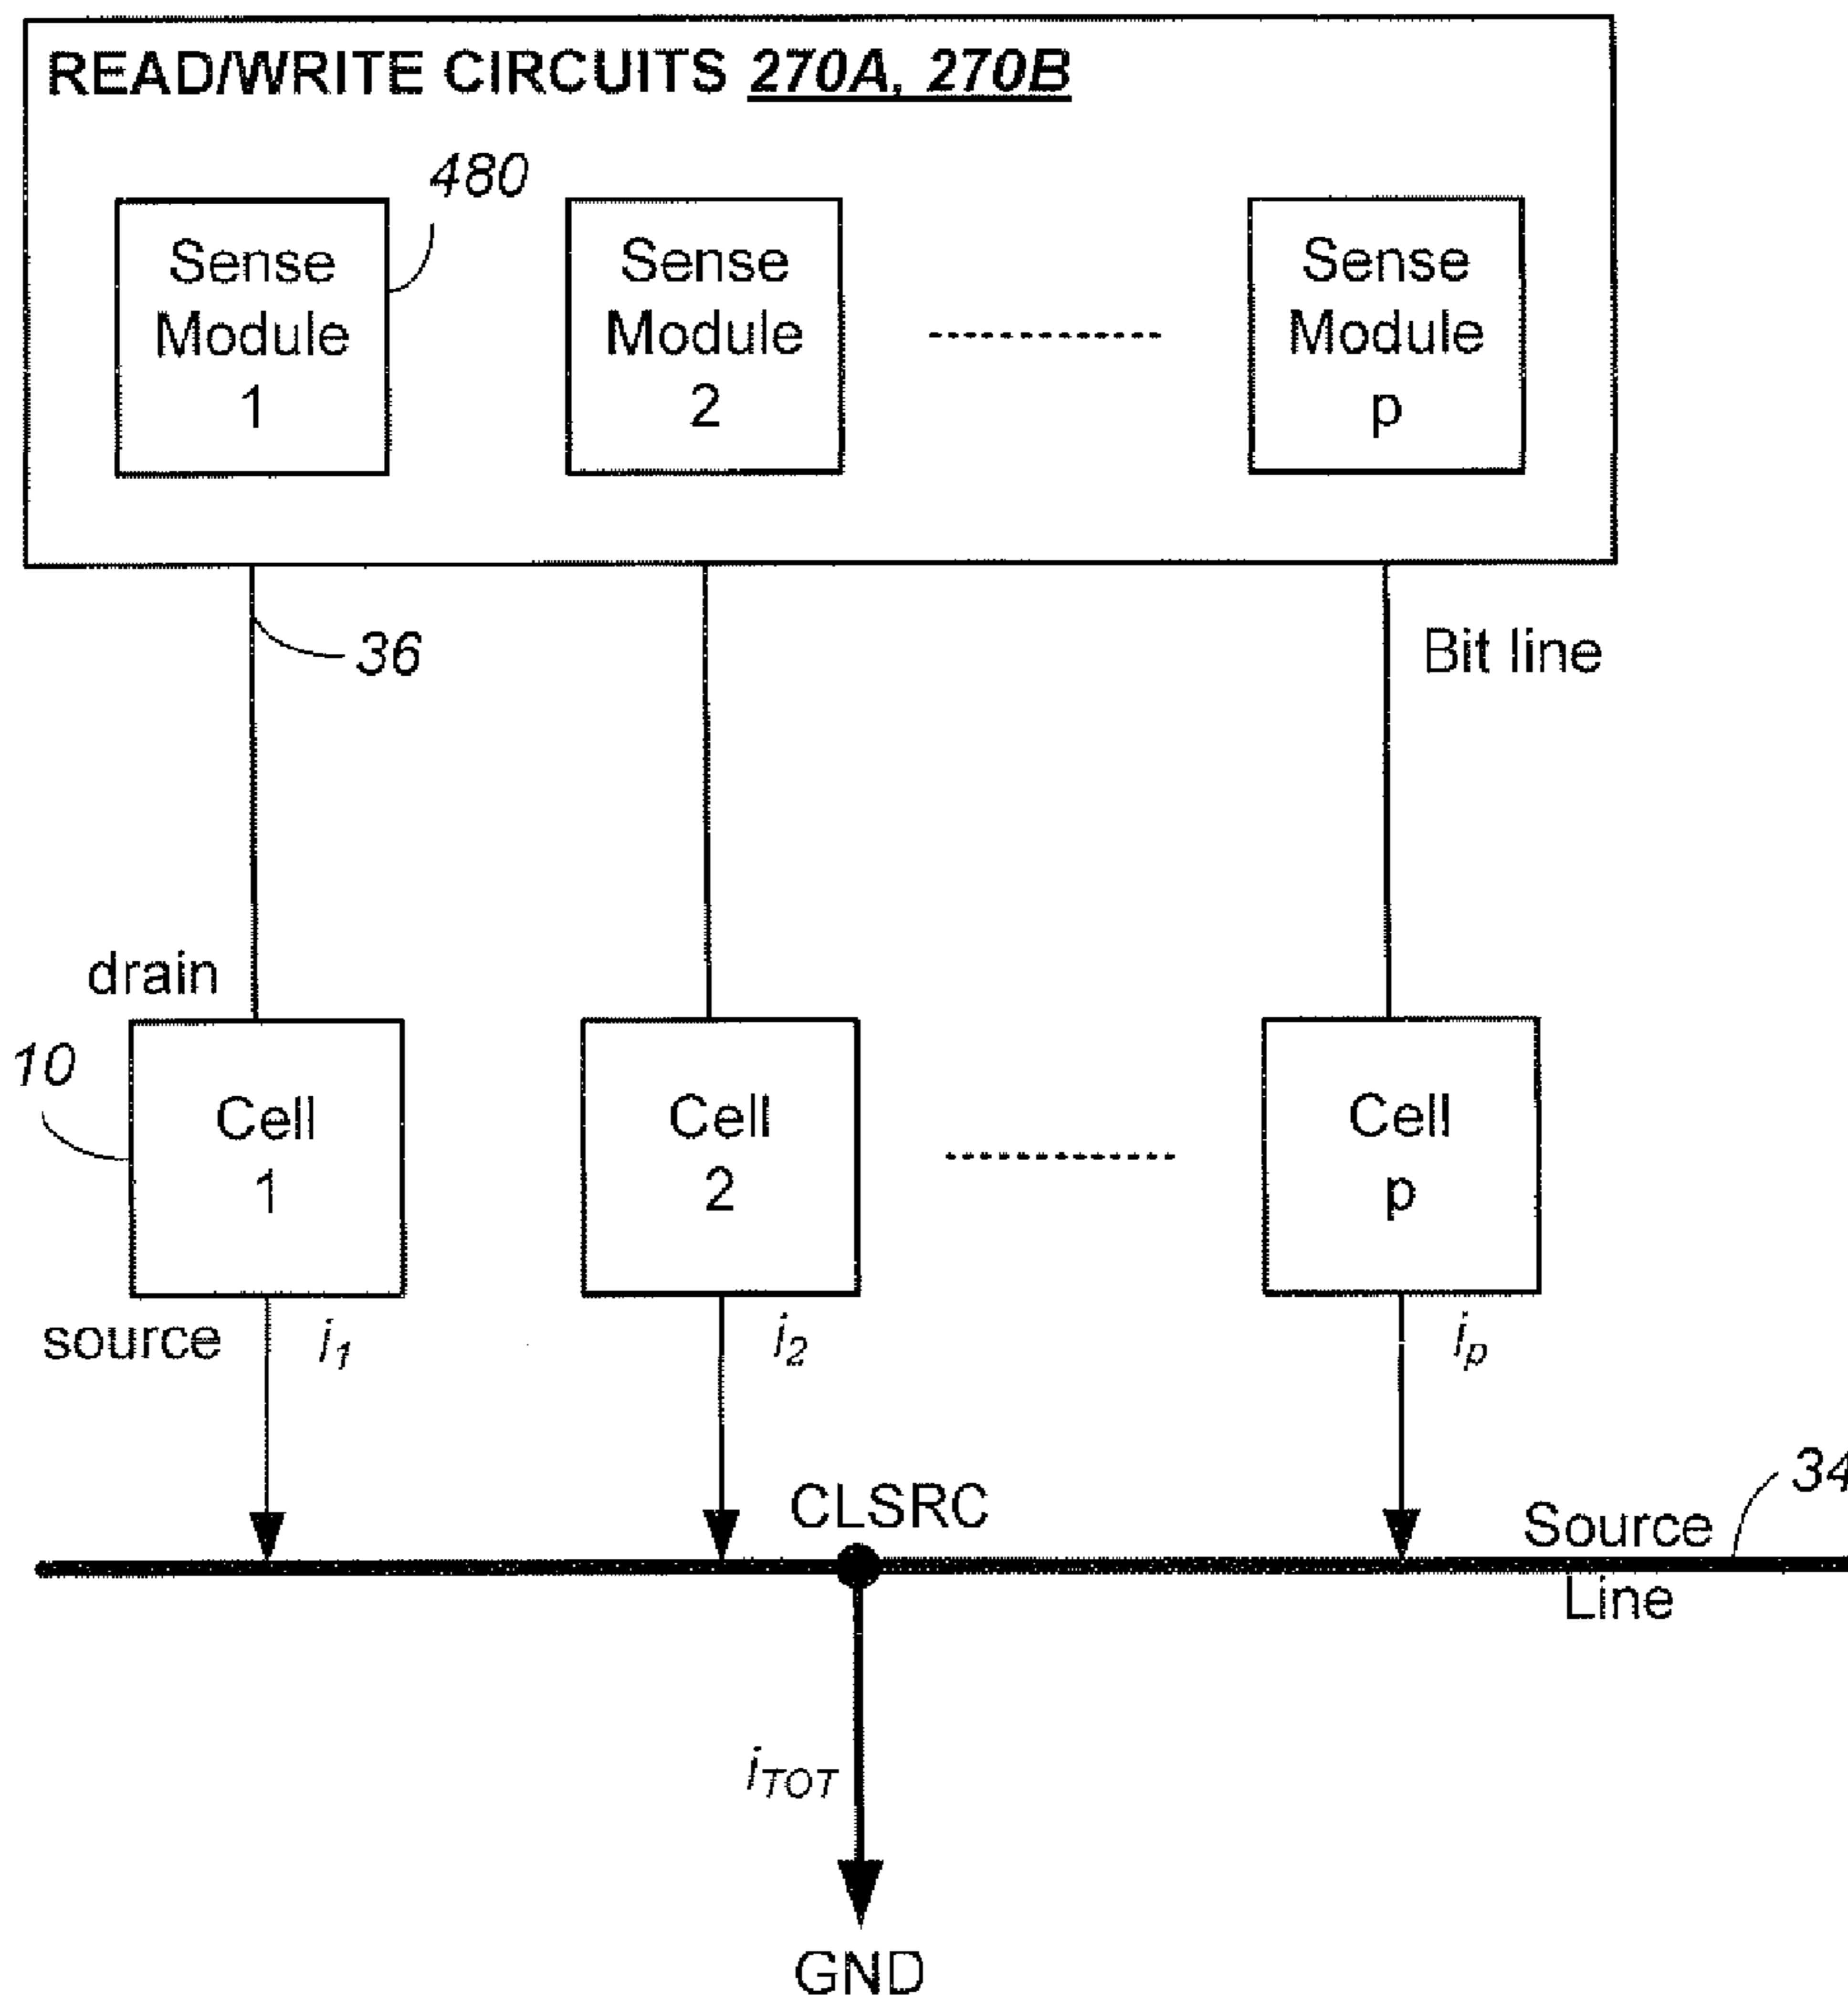 READ/WRITE CIRCUITS 270A, 270B
480
Sense
Module
1
Sense
Module
2
Sense
Module
p
36
Bit line
drain
10
Cell
1
Cell
2
Cell
p
source
i1
i2
ip
34
CLSRC
Source
Line
iTOT
GND